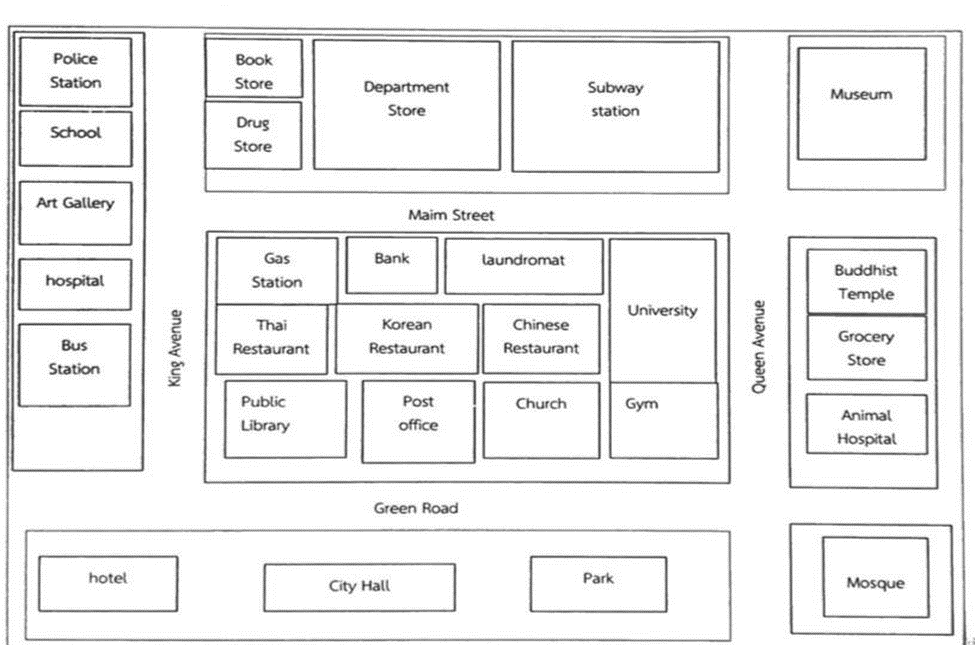 Police
Station
School
Art Gallery
hospital
Bus
Station
King Avenue
Book
Store
Drug
Store
Department
Store
Subway
station
Museum
Maim Street
Gas
Station
Bank
laundromat
University
Thai
Restaurant
Korean
Restaurant
Chinese
Restaurant
Public
Library
Post
office
Church
Gym
Queen Avenue
Buddhist
Temple
Grocery
Store
Animal
Hospital
Green Road
hotel
City Hall
Park
Mosque